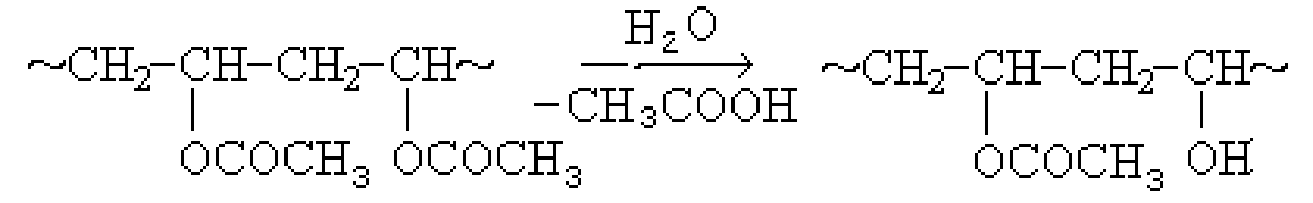 H₂O
~CH₂–CH–CH₂–CH~ ⟶ ~CH₂–CH–CH₂–CH~
–CH₃COOH
OCOCH₃ OCOCH₃ OCOCH₃ OH